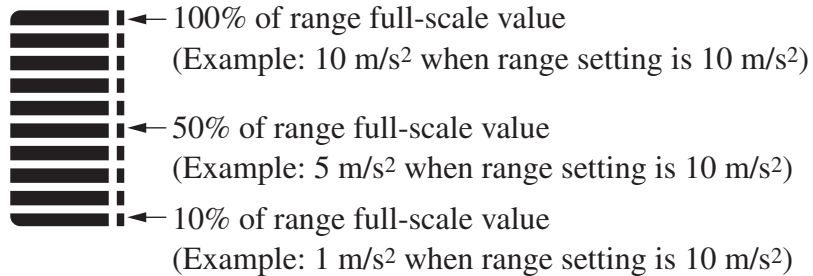 100% of range full-scale value
(Example: 10 m/s² when range setting is 10 m/s²)
50% of range full-scale value
(Example: 5 m/s² when range setting is 10 m/s²)
10% of range full-scale value
(Example: 1 m/s² when range setting is 10 m/s²)